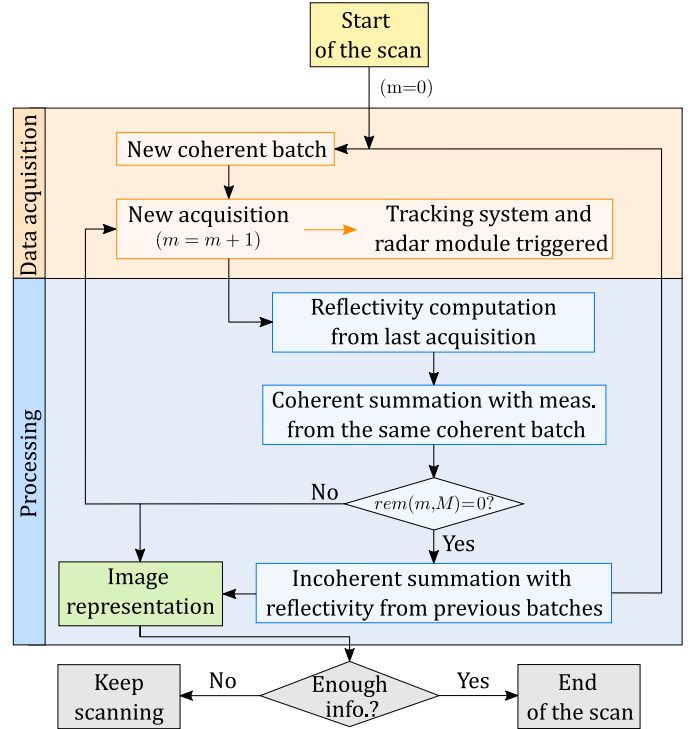 Start
of the scan
(m=0)
Data acquisition
New coherent batch
New acquisition
(m = m + 1)
Tracking system and
radar module triggered
Processing
Reflectivity computation
from last acquisition
Coherent summation with meas.
from the same coherent batch
No
rem(m,M)=0?
Yes
Image
representation
Incoherent summation with
reflectivity from previous batches
Keep
scanning
No
Enough
info.?
Yes
End
of the scan